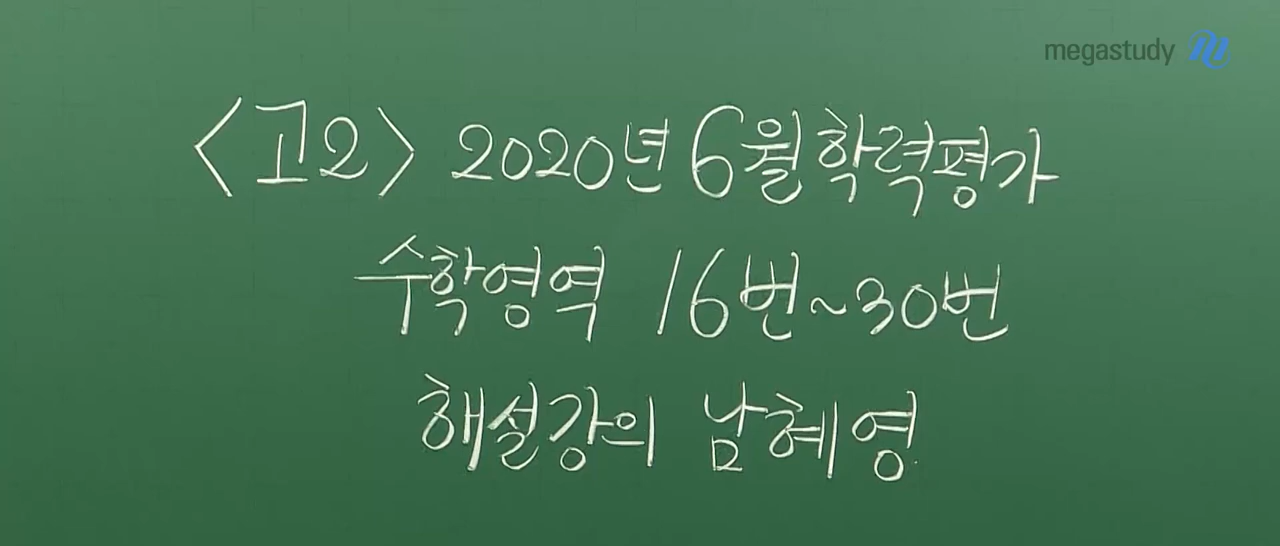 megastudy
<고2> 2020년 6월 학력평가
수학영역 16번~30번
해설강의 남혜영